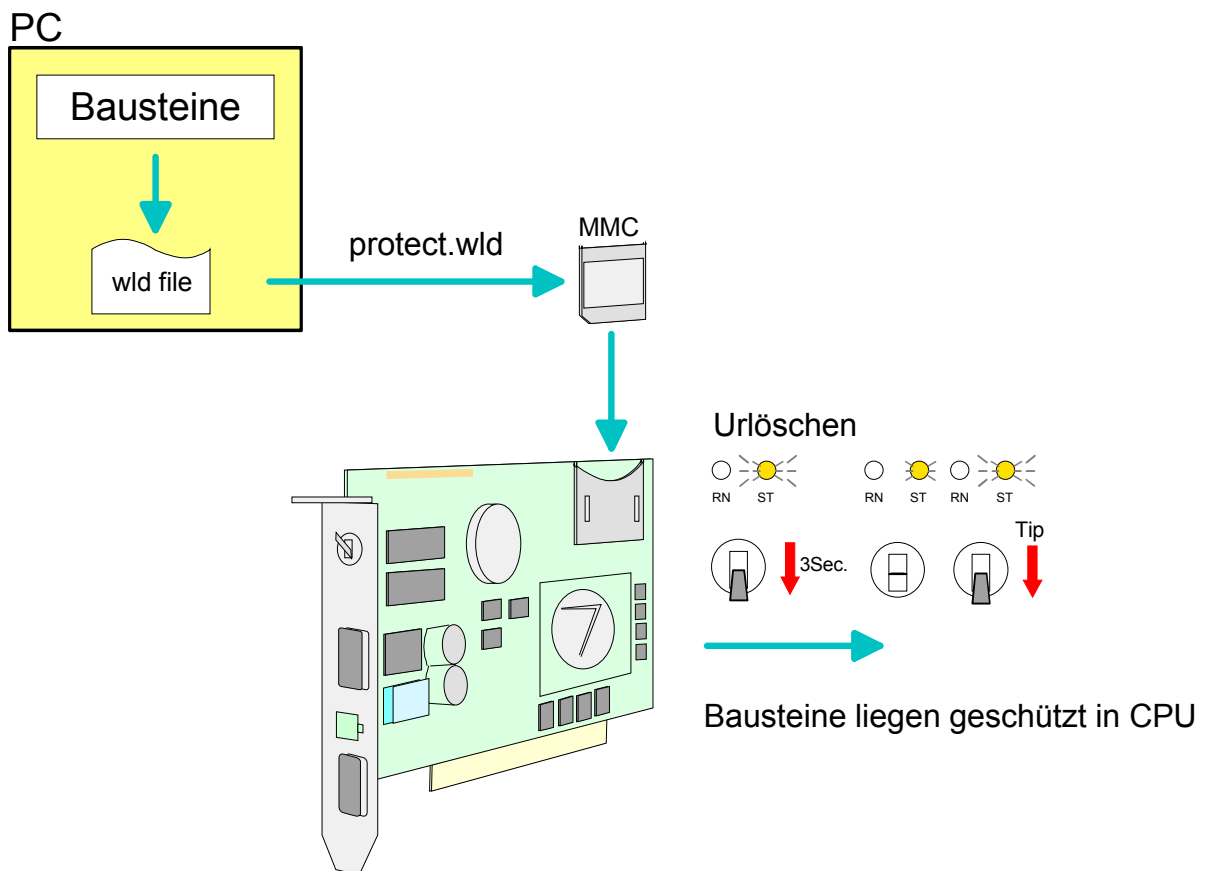 PC
Bausteine
wld file
protect.wld
MMC
Urlöschen
RN ST RN ST RN ST
3Sec.
Tip
Bausteine liegen geschützt in CPU